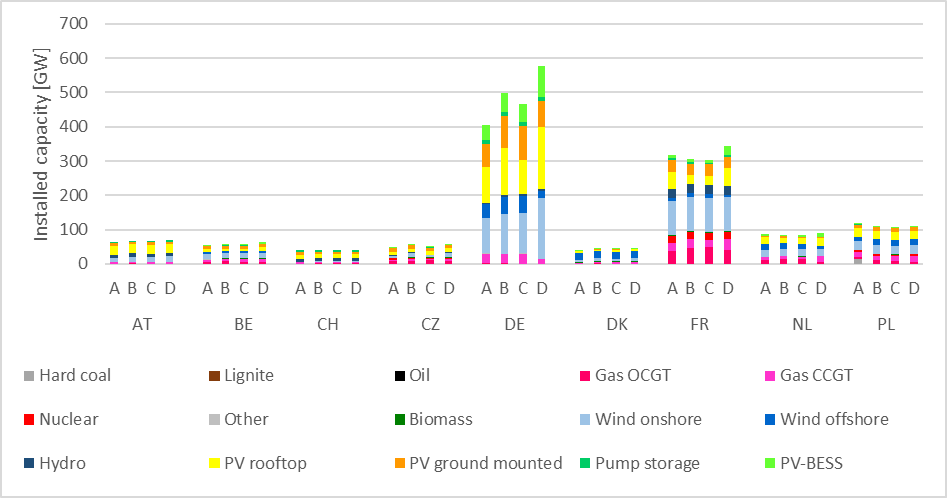 Installed capacity [GW]
700
600
500
400
300
200
100
0
A B C D A B C D A B C D A B C D A B C D A B C D A B C D A B C D A B C D
AT BE CH CZ DE DK FR NL PL
Hard coal Lignite Oil Gas OCGT Gas CCGT
Nuclear Other Biomass Wind onshore Wind offshore
Hydro PV rooftop PV ground mounted Pump storage PV-BESS